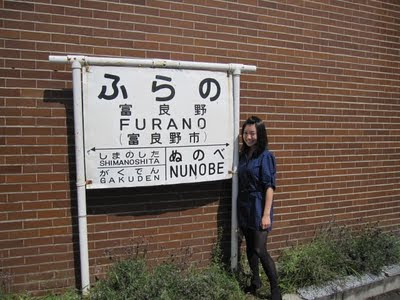 ふらの
富良野
FURANO
(富良野市)
しまのした
SHIMANOSHITA
がくでん
GAKUDEN
ぬのべ
NUNOBE